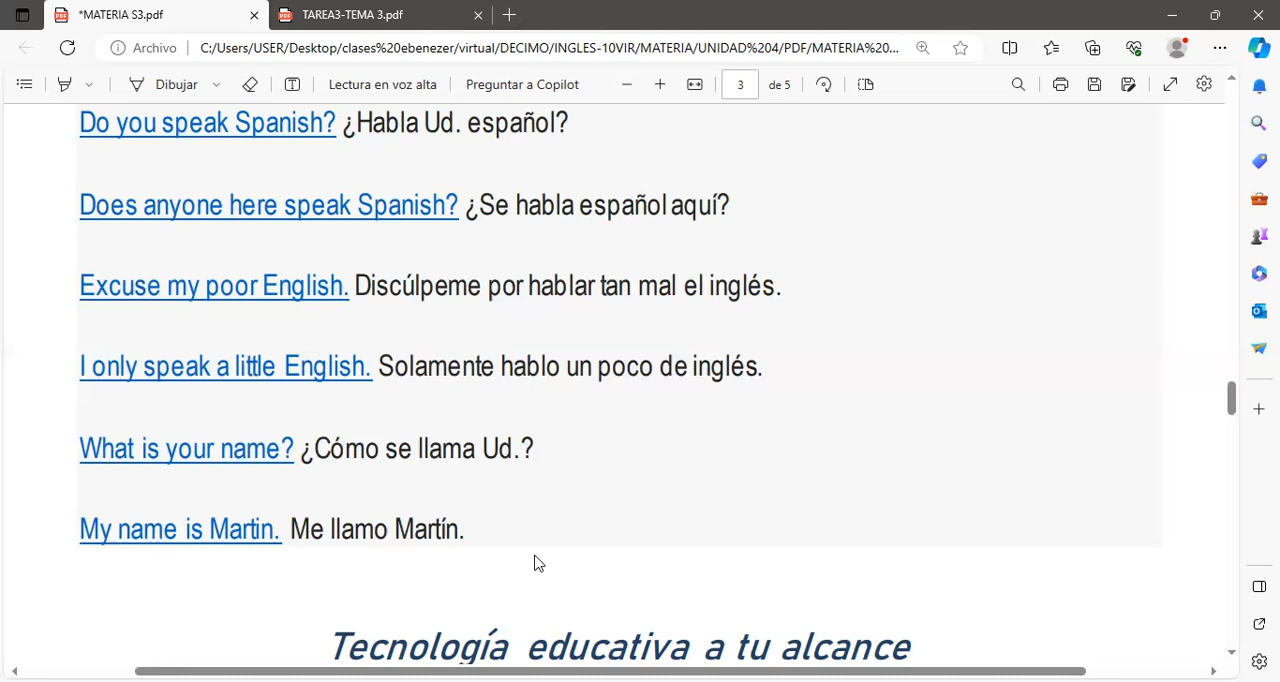 *MATERIA S3.pdf
TAREA3-TEMA 3.pdf
Archivo
C:/Users/USER/Desktop/clases%20ebenezer/virtual/DECIMO/INGLES-10VIR/MATERIA/UNIDAD%204/PDF/MATERIA%20...
Dibujar
Lectura en voz alta
Preguntar a Copilot
3
de 5
Do you speak Spanish? ¿Habla Ud. español?
Does anyone here speak Spanish? ¿Se habla español aquí?
Excuse my poor English. Discúlpeme por hablar tan mal el inglés.
I only speak a little English. Solamente hablo un poco de inglés.
What is your name? ¿Cómo se llama Ud.?
My name is Martin. Me llamo Martín.
Tecnología educativa a tu alcance